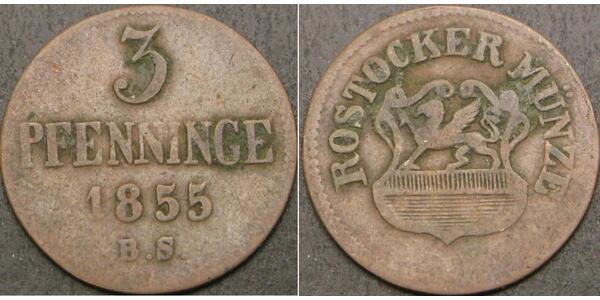 3
PFENNINGE
1855
B.S.
ROSTOCKER MÜNZE